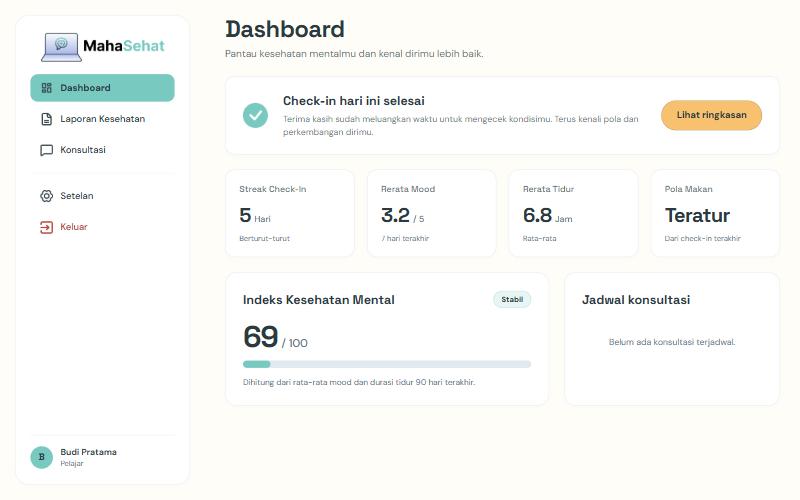 MahaSehat
Dashboard
Laporan Kesehatan
Konsultasi
Setelan
Keluar
B
Budi Pratama
Pelajar
Dashboard
Pantau kesehatan mentalmu dan kenal dirimu lebih baik.
Check-in hari ini selesai
Terima kasih sudah meluangkan waktu untuk mengecek kondisimu. Terus kenali pola dan
perkembangan dirimu.
Lihat ringkasan
Streak Check-In
5 Hari
Berturut-turut
Rerata Mood
3.2 / 5
7 hari terakhir
Rerata Tidur
6.8 Jam
Rata-rata
Pola Makan
Teratur
Dari check-in terakhir
Indeks Kesehatan Mental
Stabil
69 / 100
Dihitung dari rata-rata mood dan durasi tidur 90 hari terakhir.
Jadwal konsultasi
Belum ada konsultasi terjadwal.